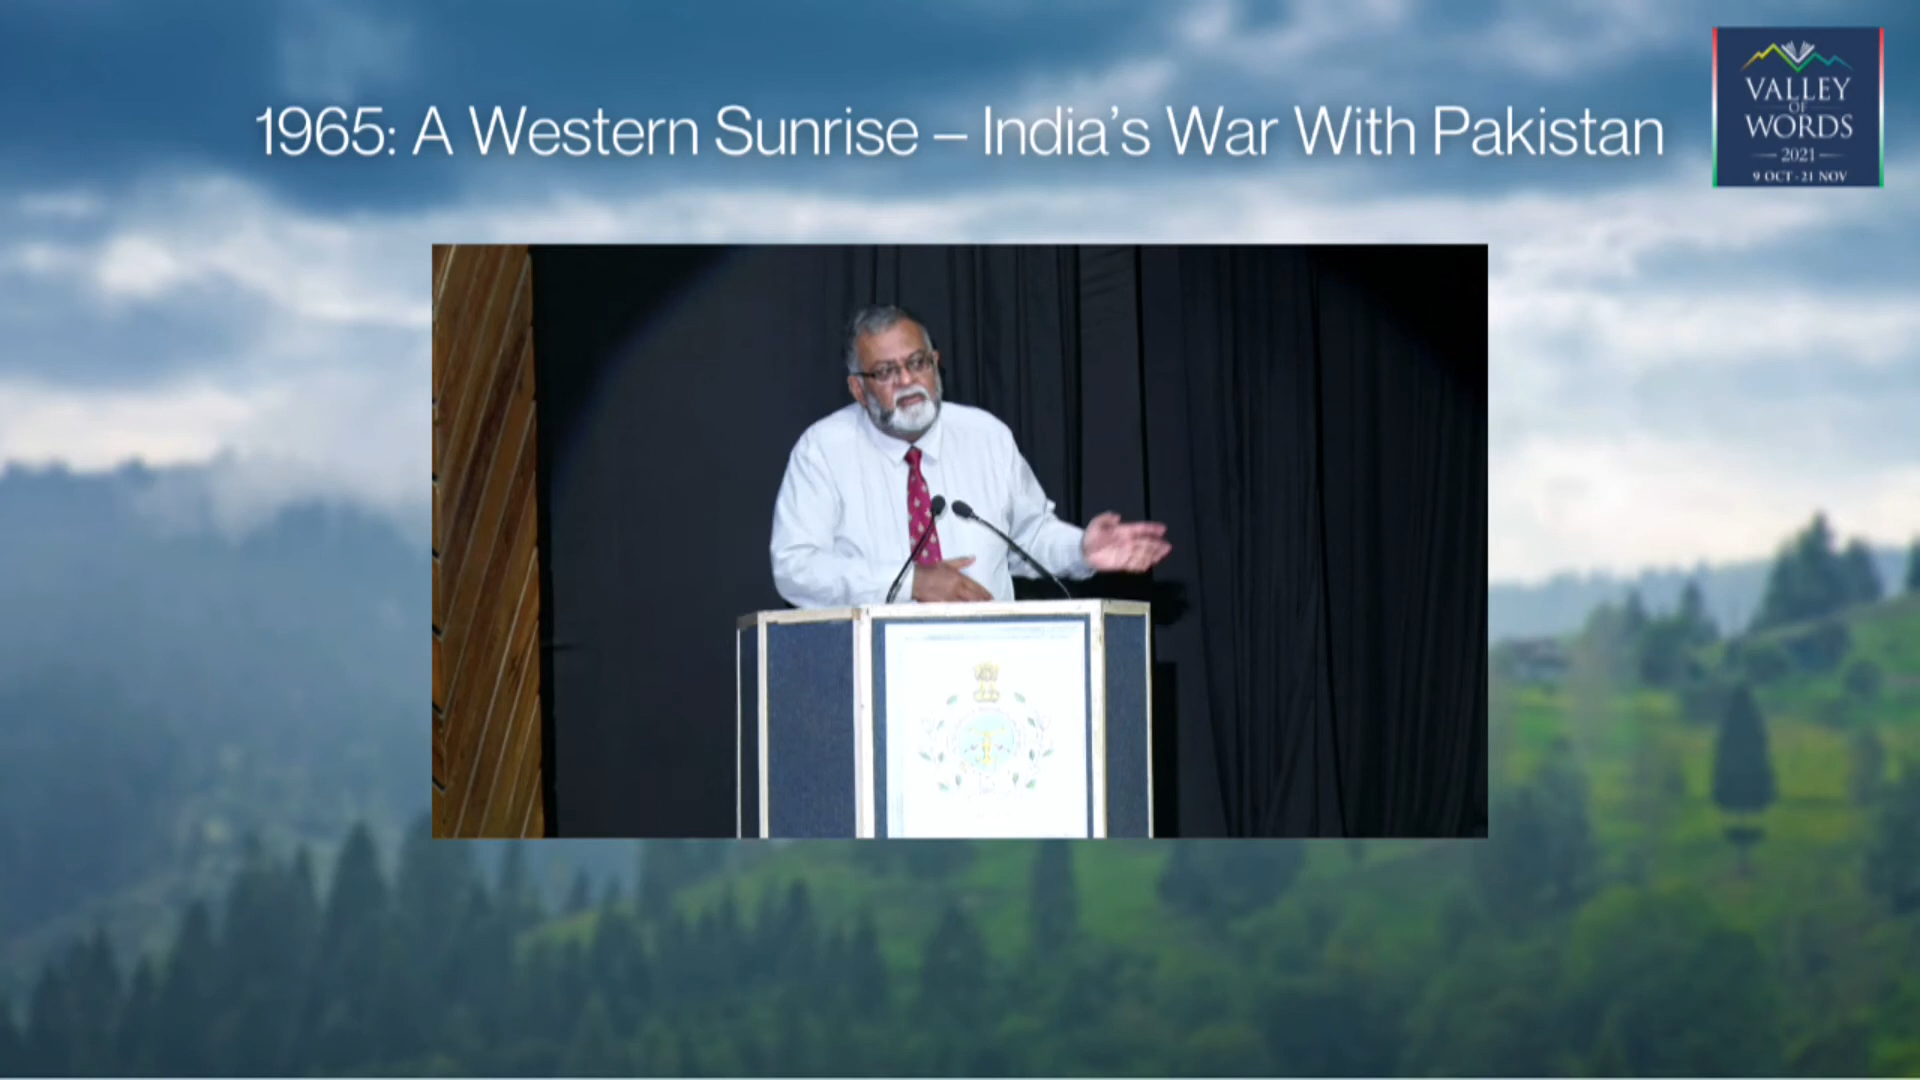 1965: A Western Sunrise – India’s War With Pakistan
VALLEY
OF
WORDS
2021
9 OCT - 21 NOV